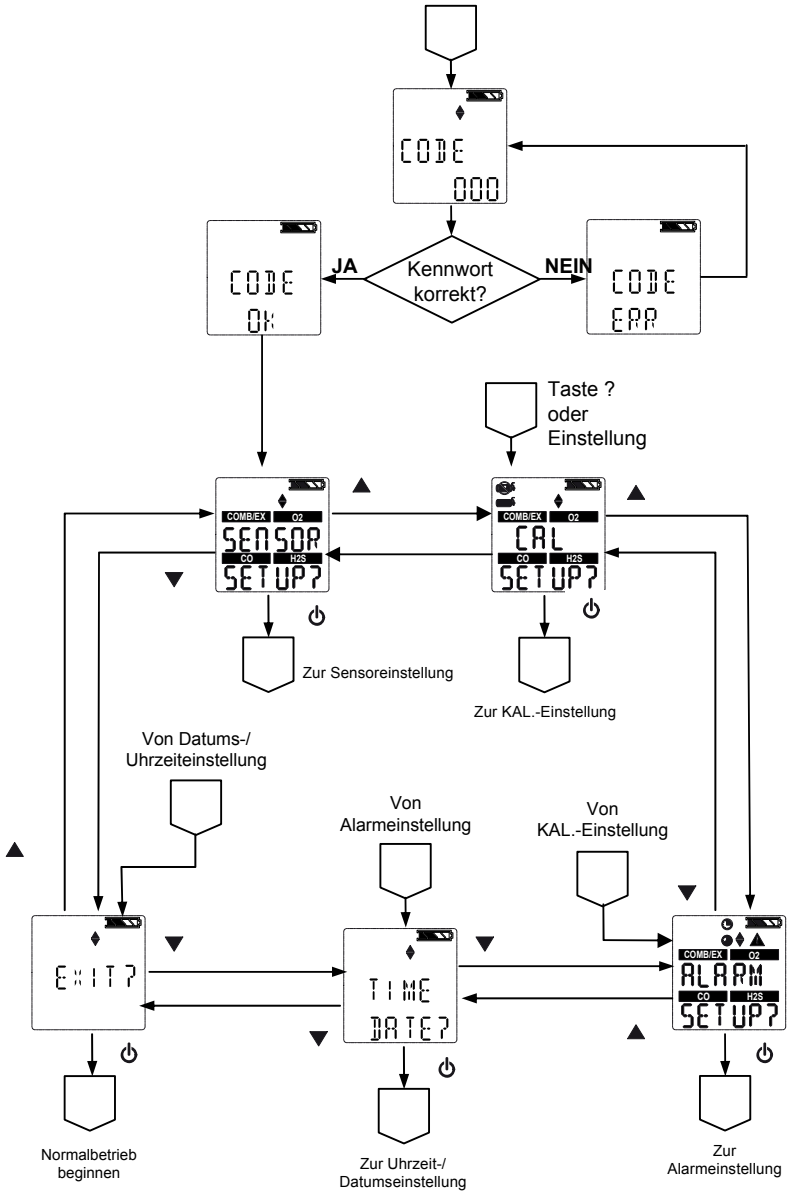 CODE
000
JA
Kennwort
korrekt?
NEIN
CODE
OK
CODE
ERR
Taste ?
oder
Einstellung
COMB/EX O2
SENSOR
CO H2S
SETUP?
COMB/EX O2
CAL
CO H2S
SETUP?
Zur Sensoreinstellung
Zur KAL.-Einstellung
Von Datums-/
Uhrzeiteinstellung
Von
Alarmeinstellung
Von
KAL.-Einstellung
EXIT?
TIME
DATE?
COMB/EX O2
ALARM
CO H2S
SETUP?
Normalbetrieb
beginnen
Zur Uhrzeit-/
Datumseinstellung
Zur
Alarmeinstellung